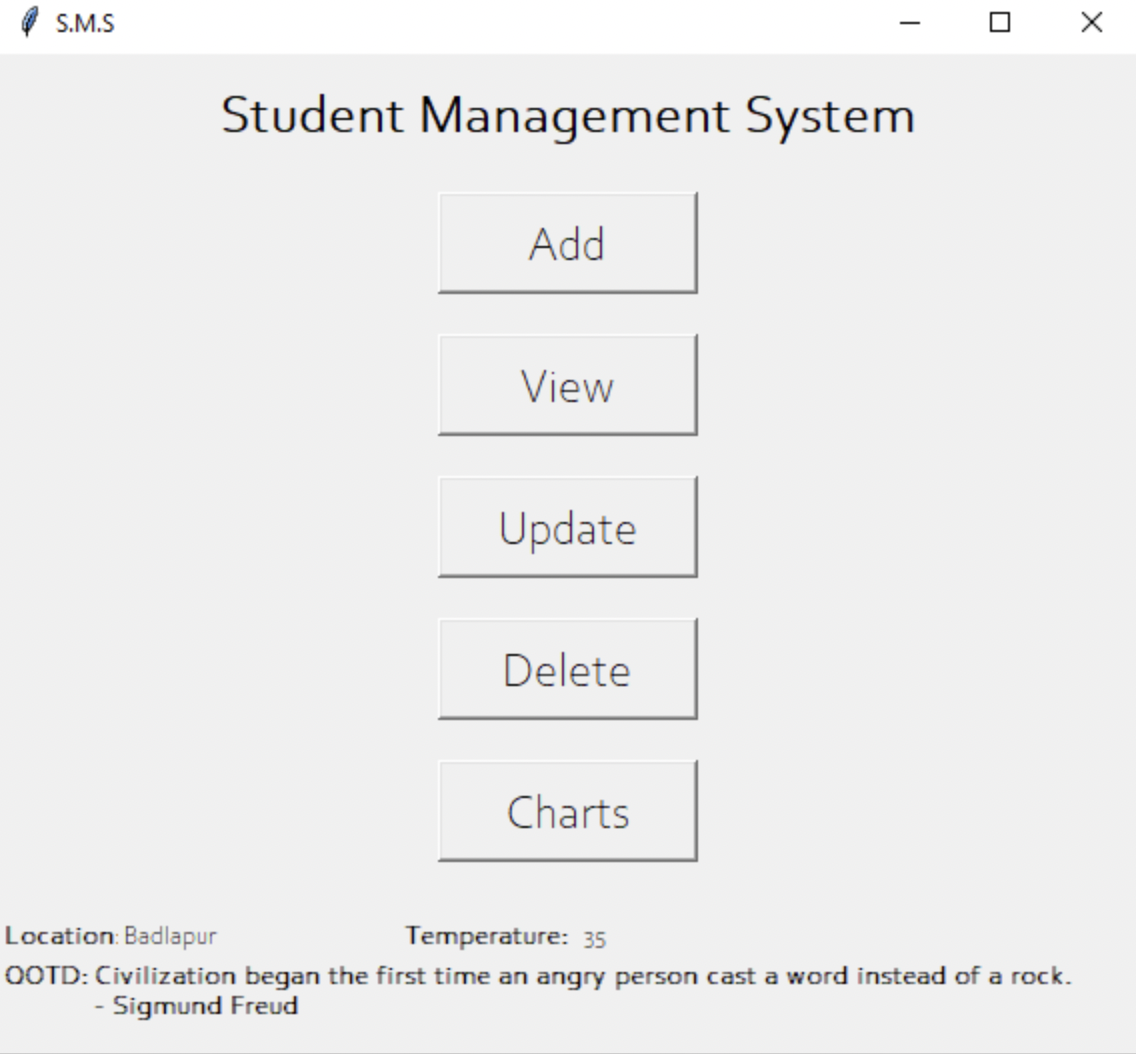 S.M.S
Student Management System
Add
View
Update
Delete
Charts
Location: Badlapur Temperature: 35
QOTD: Civilization began the first time an angry person cast a word instead of a rock.
- Sigmund Freud